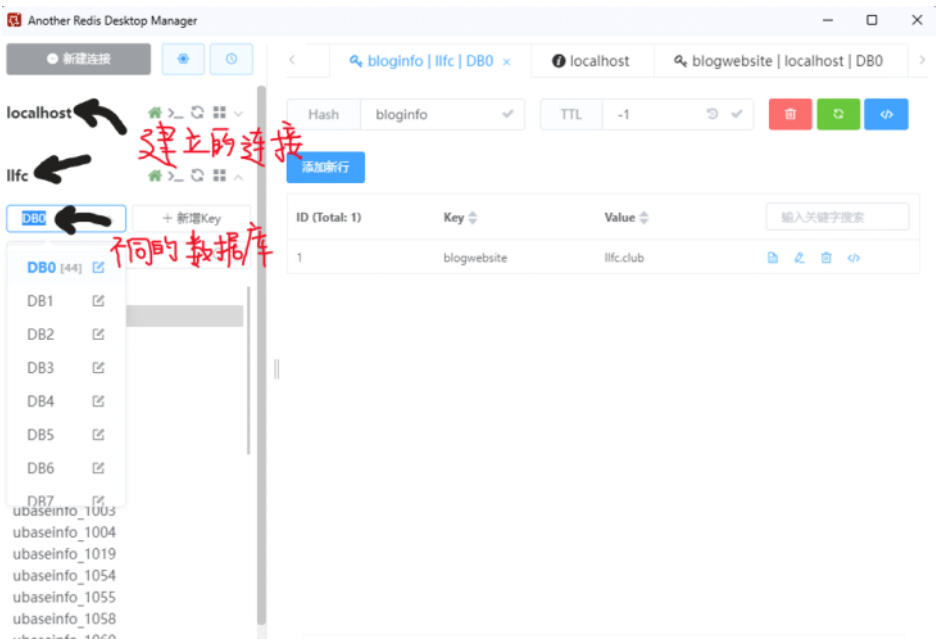 Another Redis Desktop Manager
新建连接
bloginfo | llfc | DB0 ×
localhost
blogwebsite | localhost | DB0
localhost
Hash
bloginfo
TTL
-1
建立的连接
添加新行
llfc
DB0
+ 新增Key
ID (Total: 1)
Key
Value
输入关键字搜索
不同的数据库
1
blogwebsite
llfc.club
DB0 [44]
DB1
DB2
DB3
DB4
DB5
DB6
DB7
ubaseinfo_1003
ubaseinfo_1004
ubaseinfo_1019
ubaseinfo_1054
ubaseinfo_1055
ubaseinfo_1058